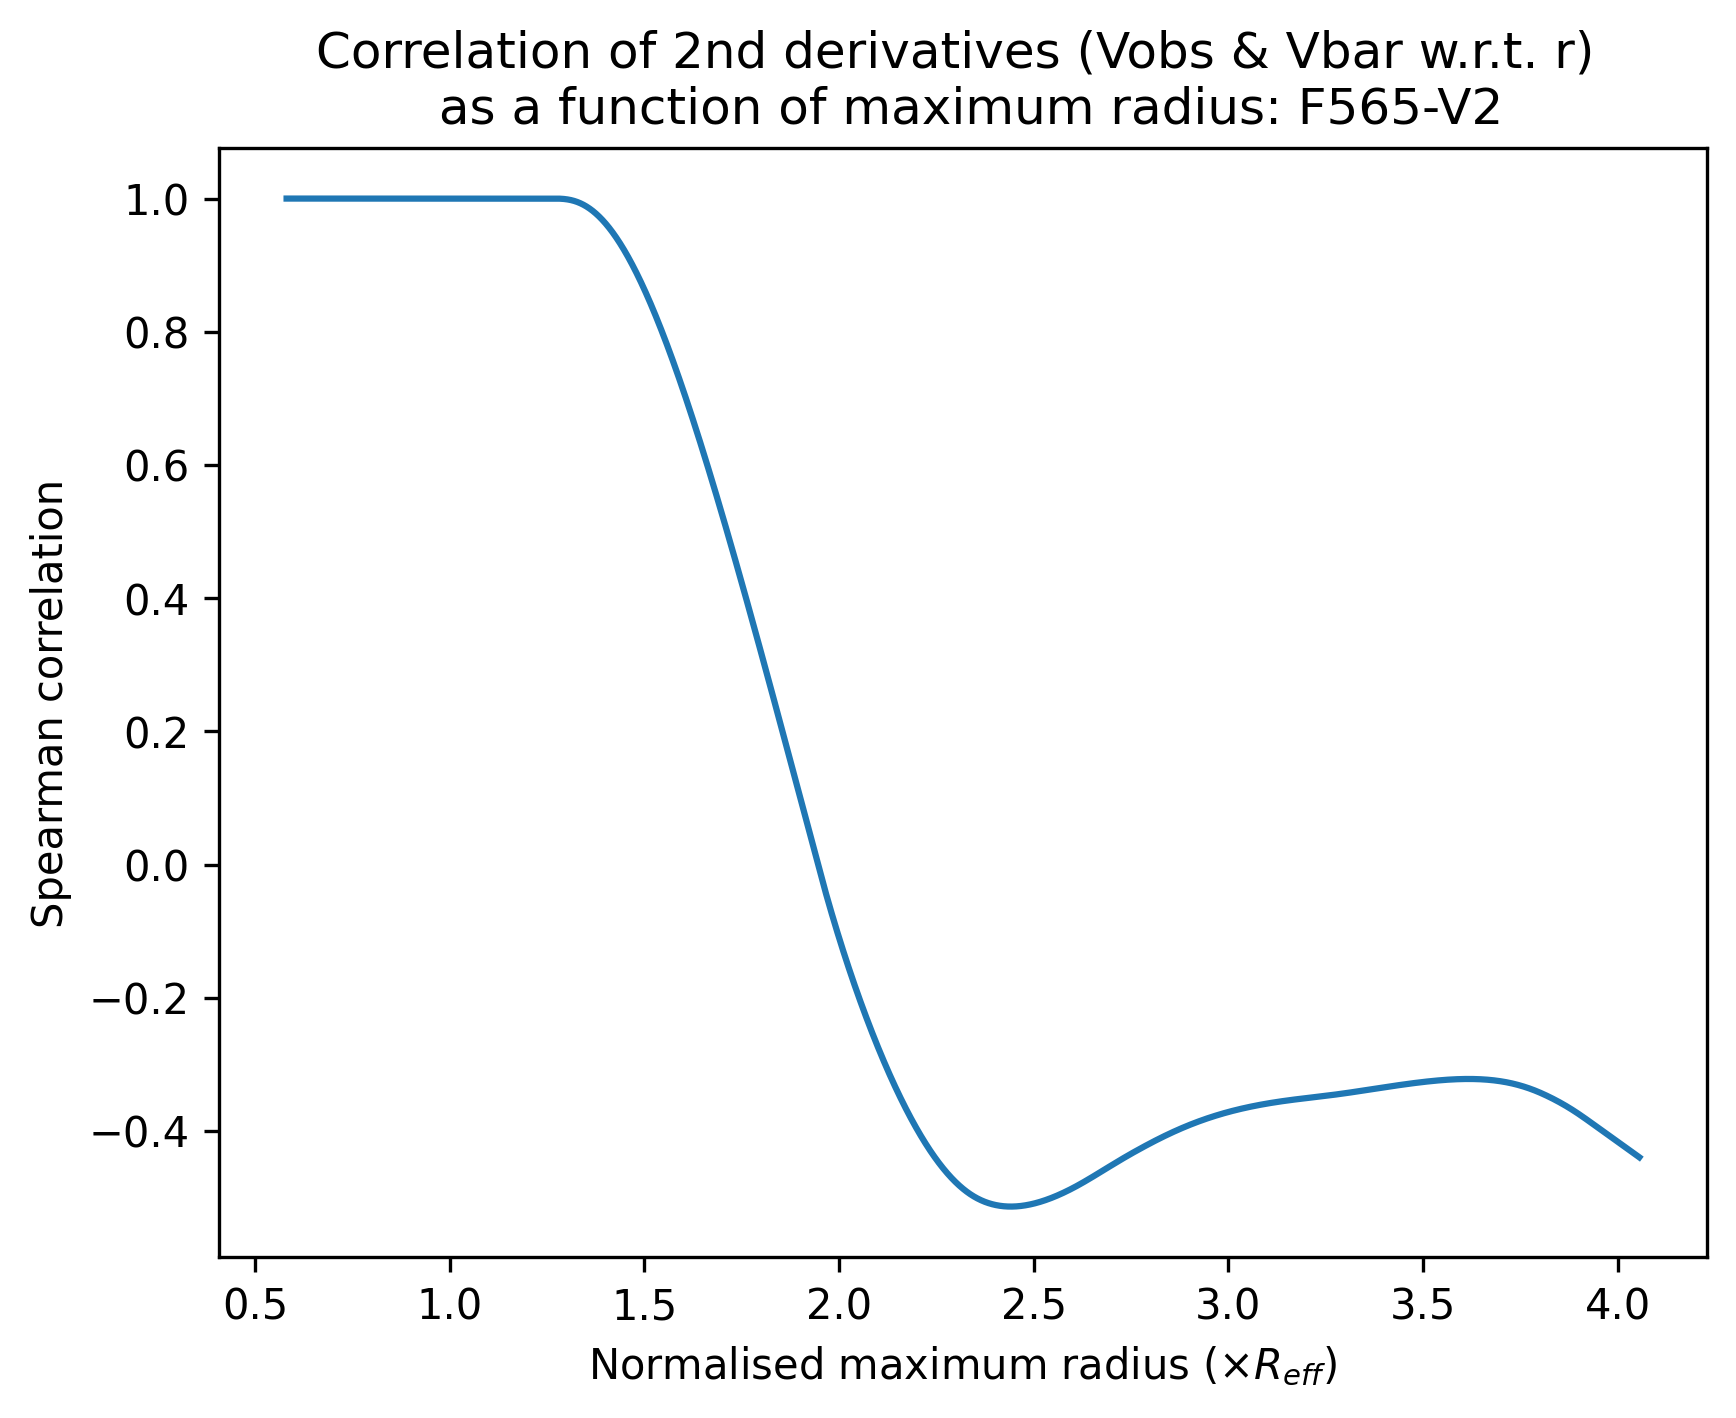 Correlation of 2nd derivatives (Vobs & Vbar w.r.t. r)
as a function of maximum radius: F565-V2
Spearman correlation
1.0
0.8
0.6
0.4
0.2
0.0
−0.2
−0.4
0.5 1.0 1.5 2.0 2.5 3.0 3.5 4.0
Normalised maximum radius (×R_eff)